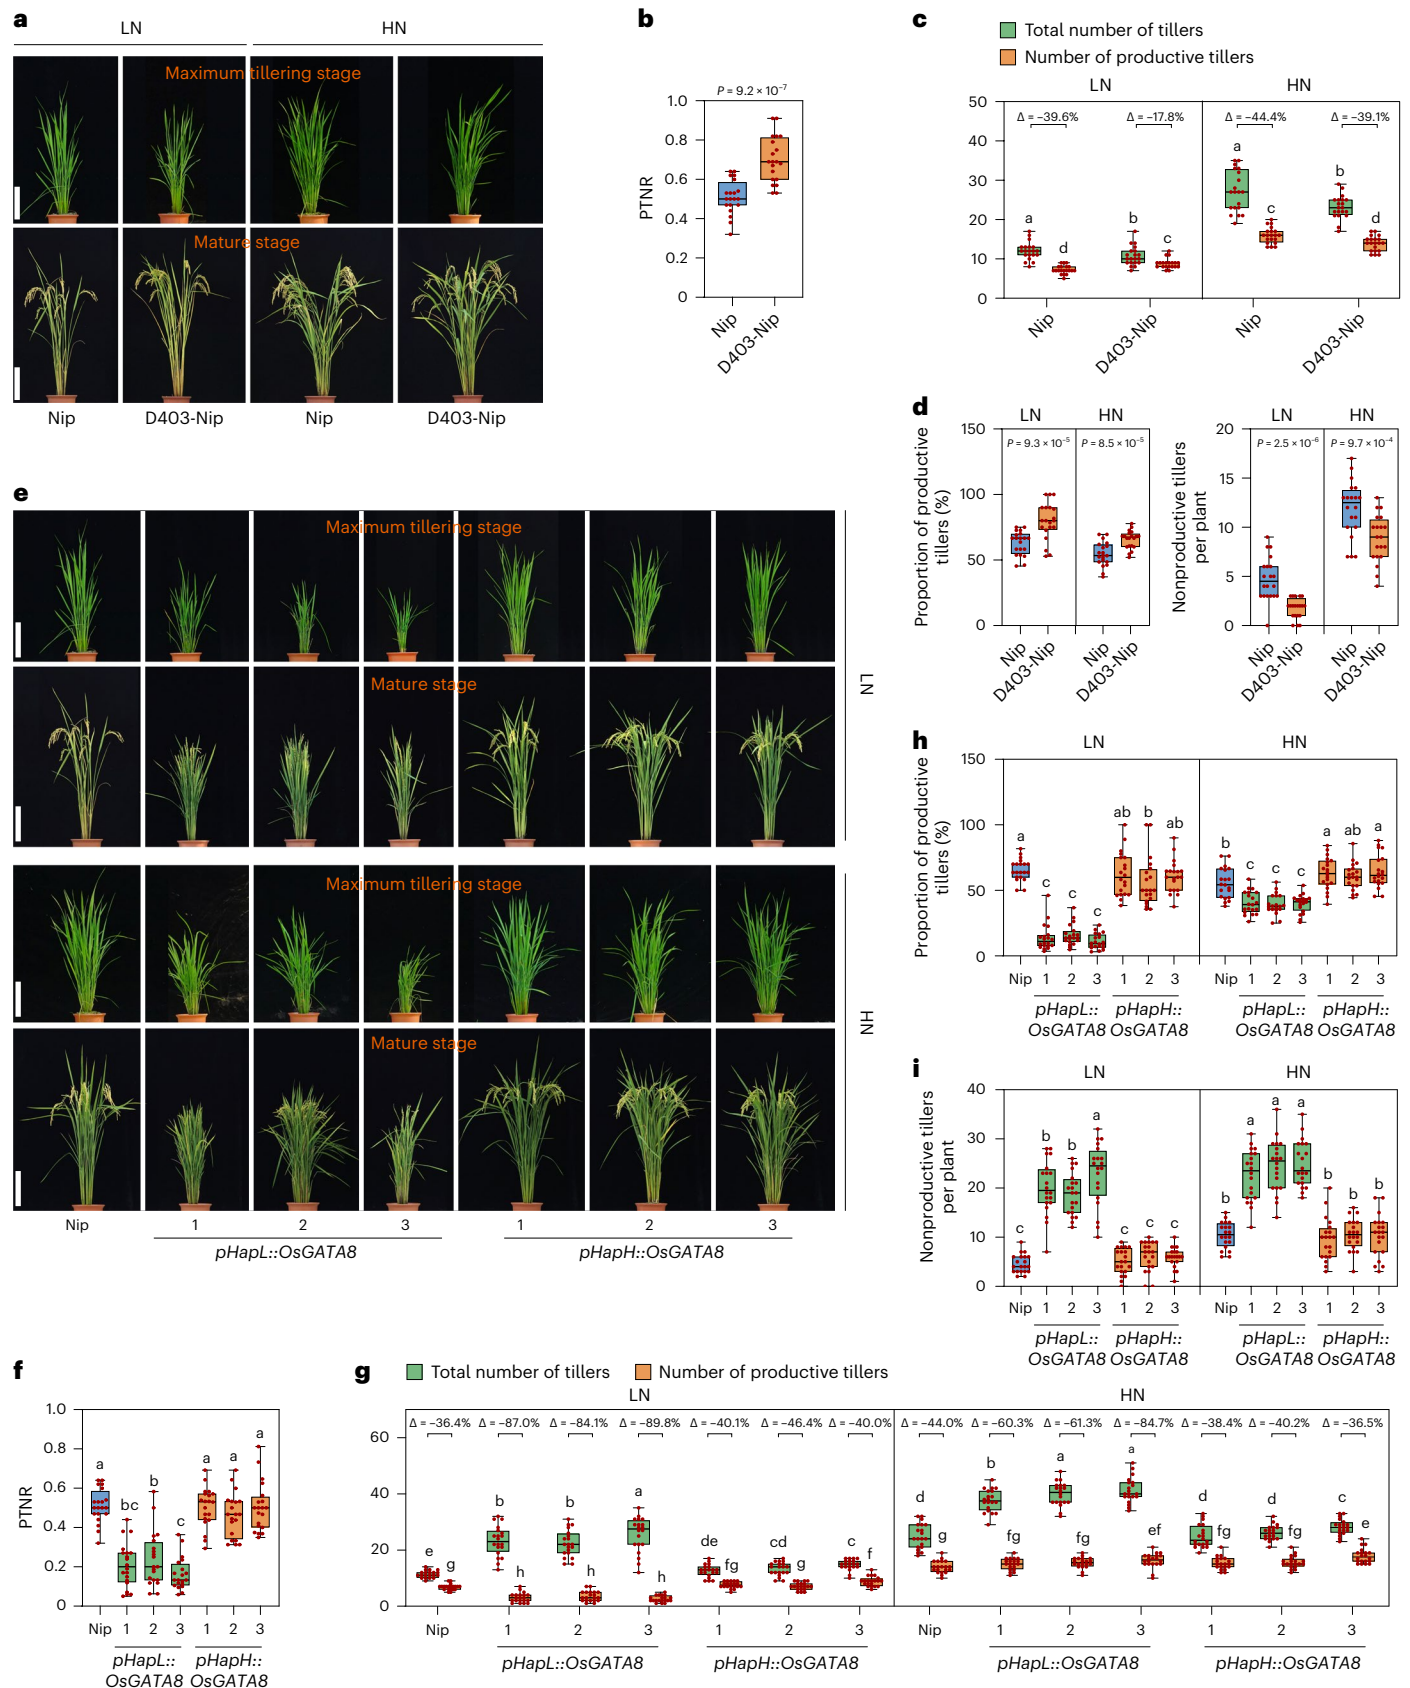 a
LN
HN
Maximum tillering stage
Mature stage
Nip
D403-Nip
Nip
D403-Nip
b
P = 9.2 × 10⁻⁷
PTNR
1.0
0.8
0.6
0.4
0.2
0
Nip
D403-Nip
c
Total number of tillers
Number of productive tillers
LN
HN
Δ = −39.6%
Δ = −17.8%
Δ = −44.4%
Δ = −39.1%
50
40
30
20
10
0
a
d
b
c
a
c
b
d
Nip
D403-Nip
Nip
D403-Nip
d
LN
HN
Proportion of productive
tillers (%)
150
100
50
0
P = 9.3 × 10⁻⁵
P = 8.5 × 10⁻⁵
Nip
D403-Nip
Nip
D403-Nip
LN
HN
Nonproductive tillers
per plant
20
15
10
5
0
P = 2.5 × 10⁻⁶
P = 9.7 × 10⁻⁴
Nip
D403-Nip
Nip
D403-Nip
e
Maximum tillering stage
Mature stage
LN
Maximum tillering stage
Mature stage
HN
Nip
1
2
3
1
2
3
pHapL::OsGATA8
pHapH::OsGATA8
h
LN
HN
Proportion of productive
tillers (%)
150
100
50
0
a
c
c
c
ab
b
ab
b
c
c
c
a
ab
a
Nip
1
2
3
1
2
3
Nip
1
2
3
1
2
3
pHapL::
OsGATA8
pHapH::
OsGATA8
pHapL::
OsGATA8
pHapH::
OsGATA8
i
LN
HN
Nonproductive tillers
per plant
40
30
20
10
0
c
b
b
a
c
c
c
b
a
a
a
b
b
b
Nip
1
2
3
1
2
3
Nip
1
2
3
1
2
3
pHapL::
OsGATA8
pHapH::
OsGATA8
pHapL::
OsGATA8
pHapH::
OsGATA8
f
PTNR
1.0
0.8
0.6
0.4
0.2
0
a
bc
b
c
a
a
a
Nip
1
2
3
1
2
3
pHapL::
OsGATA8
pHapH::
OsGATA8
g
Total number of tillers
Number of productive tillers
LN
HN
Δ = −36.4%
Δ = −87.0%
Δ = −84.1%
Δ = −89.8%
Δ = −40.1%
Δ = −46.4%
Δ = −40.0%
Δ = −44.0%
Δ = −60.3%
Δ = −61.3%
Δ = −84.7%
Δ = −38.4%
Δ = −40.2%
Δ = −36.5%
60
40
20
0
e
g
b
h
b
h
a
h
de
fg
cd
g
c
f
d
g
b
fg
a
fg
a
ef
d
fg
d
fg
c
e
Nip
1
2
3
1
2
3
Nip
1
2
3
1
2
3
pHapL::OsGATA8
pHapH::OsGATA8
pHapL::OsGATA8
pHapH::OsGATA8